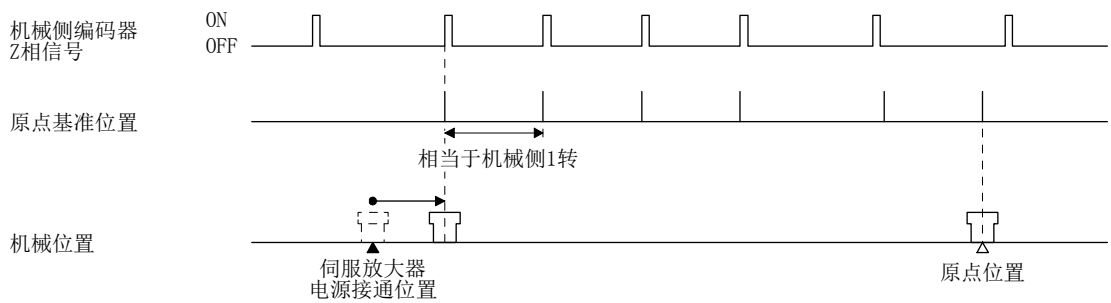 机械侧编码器
Z相信号
ON
OFF
原点基准位置
相当于机械侧1转
机械位置
伺服放大器
电源接通位置
原点位置